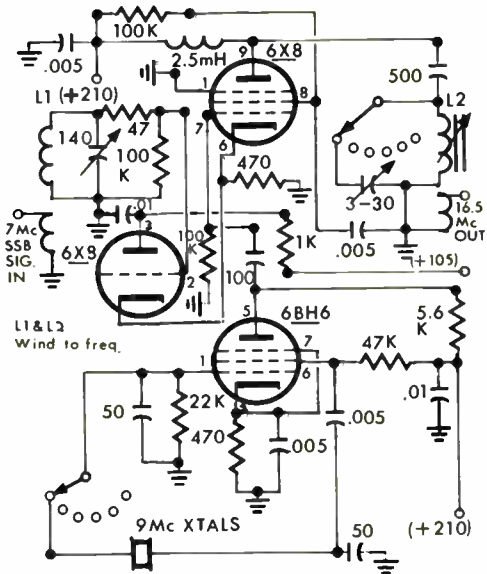 100K
.005
2.5mH
9
6X8
1
8
7
6
500
L1 (+210)
L2
140
47
100
K
470
3-30
.01
3
16.5
Mc
OUT
7Mc
SSB
SIG.
IN
6X8
2
100
K
1K
.005
(+105)
100
L1 & L2
Wind to freq.
5
6BH6
5.6
K
1
7
6
47K
22K
50
470
.005
.01
005
9Mc XTALS
50
(+210)